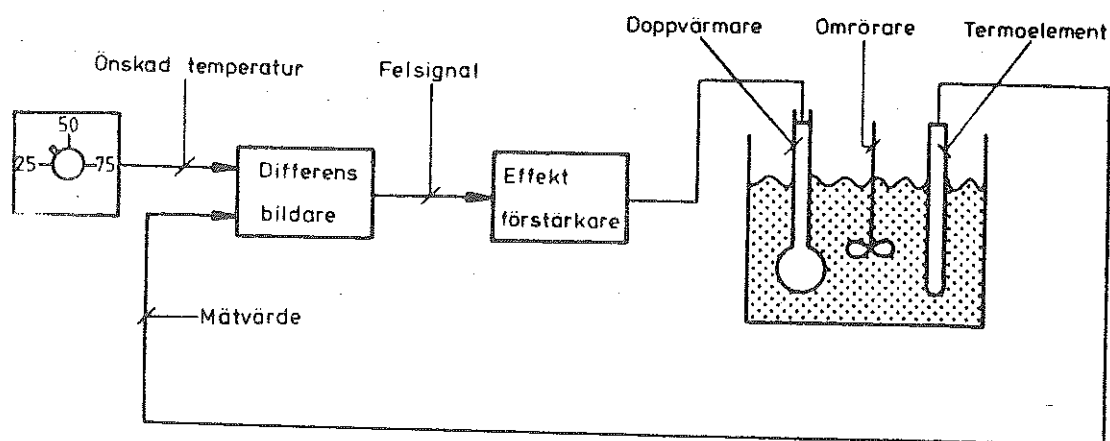 Doppvärmare
Omrörare
Termoelement
Önskad temperatur
Felsignal
50
25
75
Differens
bildare
Effekt
förstärkare
Mätvärde